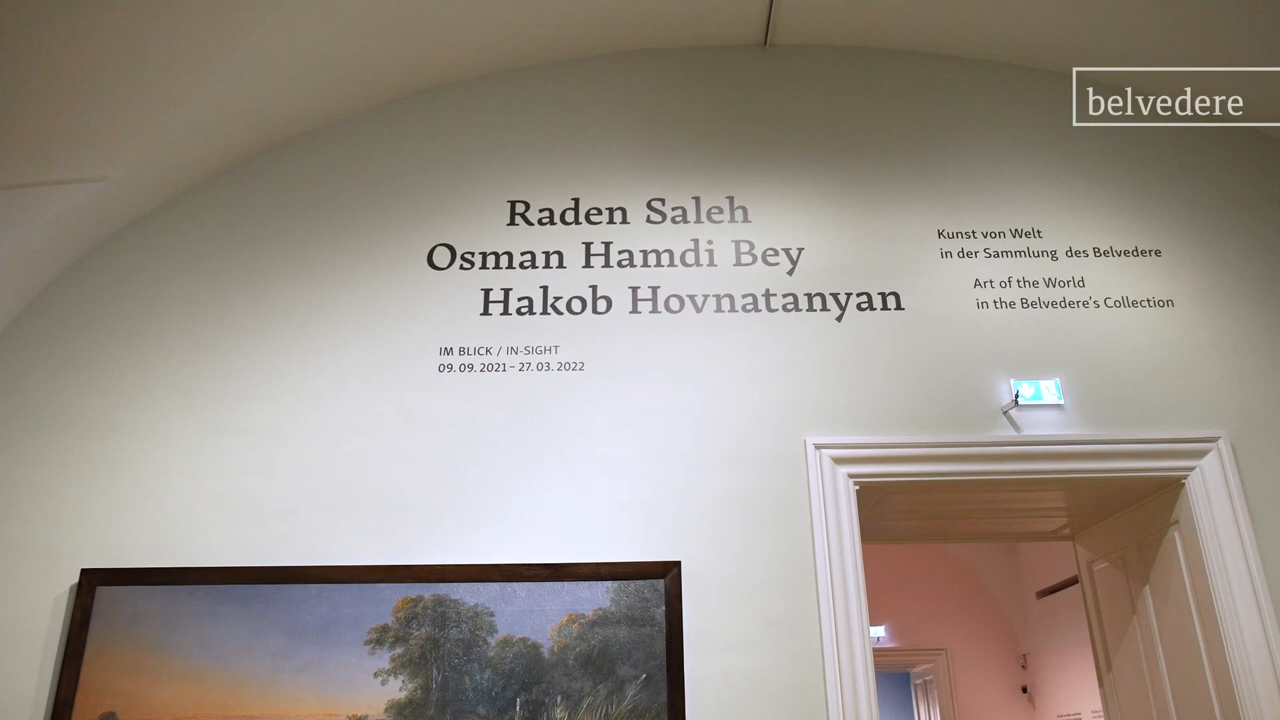 belvedere
Raden Saleh
Osman Hamdi Bey
Hakob Hovnatanyan
IM BLICK / IN-SIGHT
09. 09. 2021 – 27. 03. 2022
Kunst von Welt
in der Sammlung des Belvedere
Art of the World
in the Belvedere's Collection